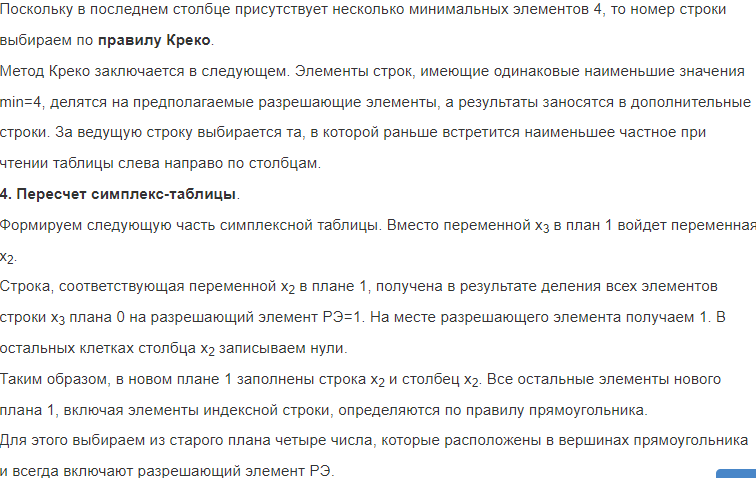 Поскольку в последнем столбце присутствует несколько минимальных элементов 4, то номер строки
выбираем по правилу Креко.
Метод Креко заключается в следующем. Элементы строк, имеющие одинаковые наименьшие значения
min=4, делятся на предполагаемые разрешающие элементы, а результаты заносятся в дополнительные
строки. За ведущую строку выбирается та, в которой раньше встретится наименьшее частное при
чтении таблицы слева направо по столбцам.
4. Пересчет симплекс-таблицы.
Формируем следующую часть симплексной таблицы. Вместо переменной x₃ в план 1 войдет переменная
x₂.
Строка, соответствующая переменной x₂ в плане 1, получена в результате деления всех элементов
строки x₃ плана 0 на разрешающий элемент РЭ=1. На месте разрешающего элемента получаем 1. В
остальных клетках столбца x₂ записываем нули.
Таким образом, в новом плане 1 заполнены строка x₂ и столбец x₂. Все остальные элементы нового
плана 1, включая элементы индексной строки, определяются по правилу прямоугольника.
Для этого выбираем из старого плана четыре числа, которые расположены в вершинах прямоугольника
и всегда включают разрешающий элемент РЭ.